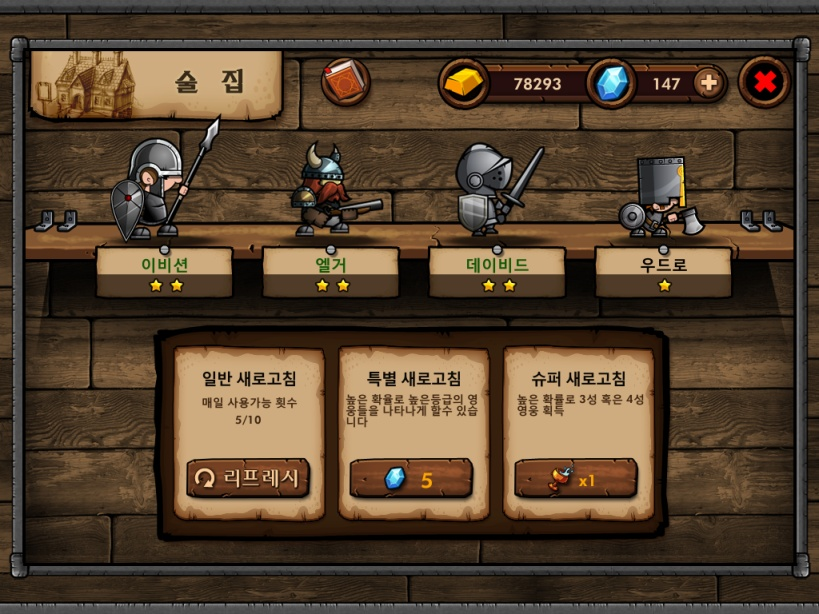 술 집
78293
147
이비션
엘거
데이비드
우드로
일반 새로고침
매일 사용가능 횟수
5/10
리프레시
특별 새로고침
높은 확율로 높은등급의 영
웅들을 나타나게 할수 있습
니다
5
슈퍼 새로고침
높은 확률로 3성 혹은 4성
영웅 획득
x1